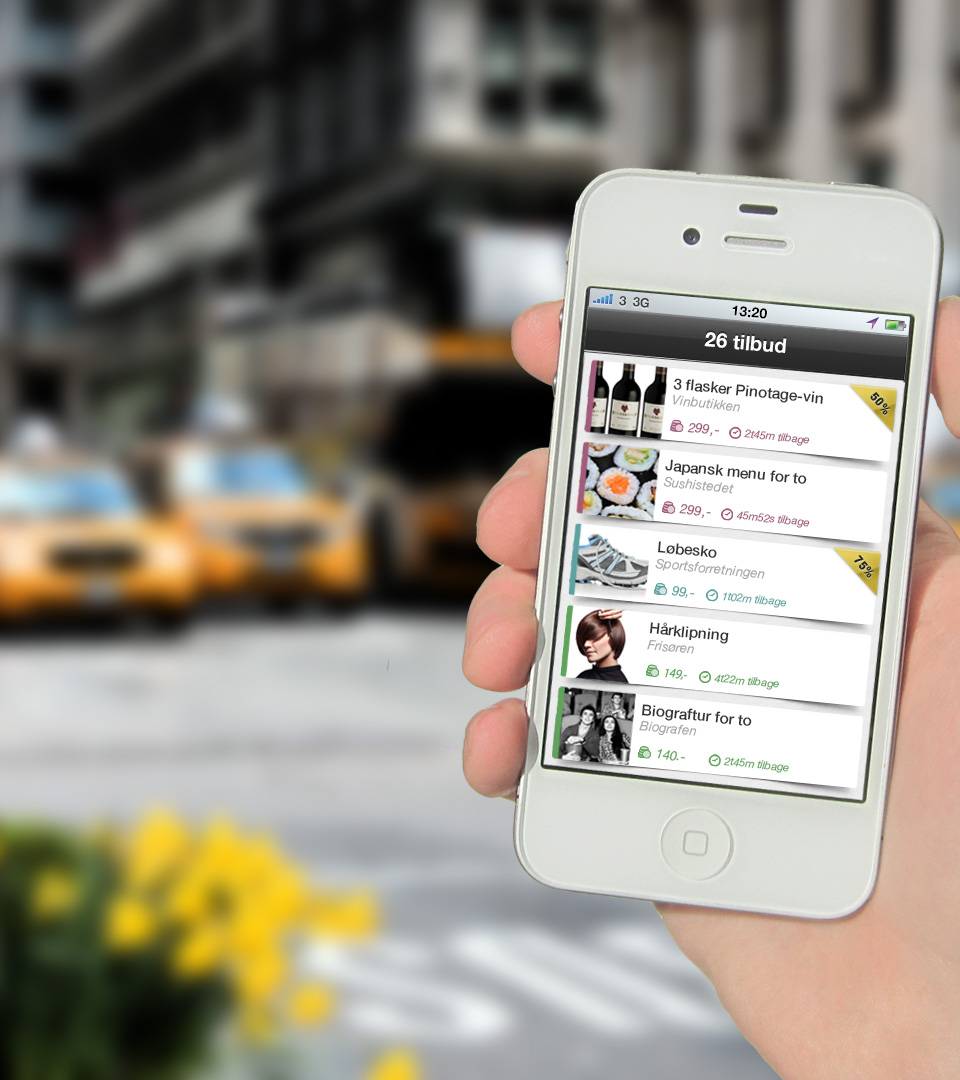 3 3G 13:20
26 tilbud
3 flasker Pinotage-vin
50%
Vinbutikken
299,- 2t45m tilbage
Japansk menu for to
Sushistedet
299,- 45m52s tilbage
Løbesko
75%
Sportsforretningen
99,- 1t02m tilbage
Hårklipning
Frisøren
149,- 4t22m tilbage
Biograftur for to
Biografen
140.- 2t45m tilbage